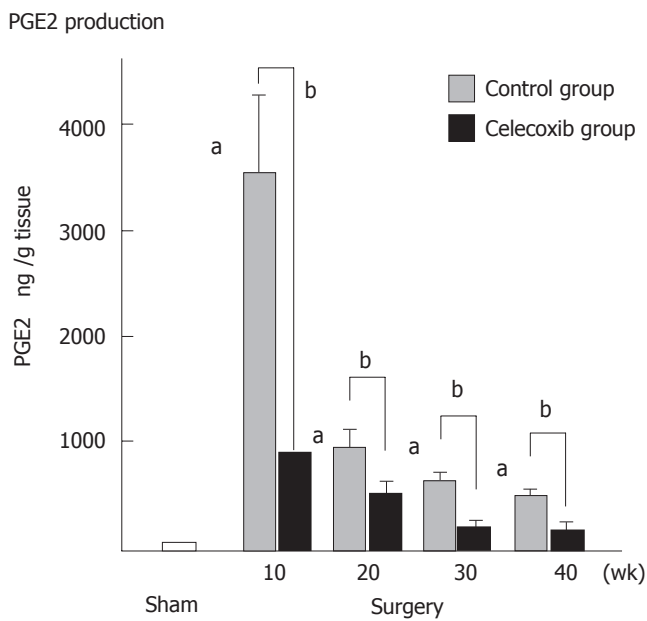 PGE2 production
Control group
Celecoxib group
PGE2 ng /g tissue
4000
3000
2000
1000
a
b
a
b
a
b
a
b
10
20
30
40
(wk)
Sham
Surgery